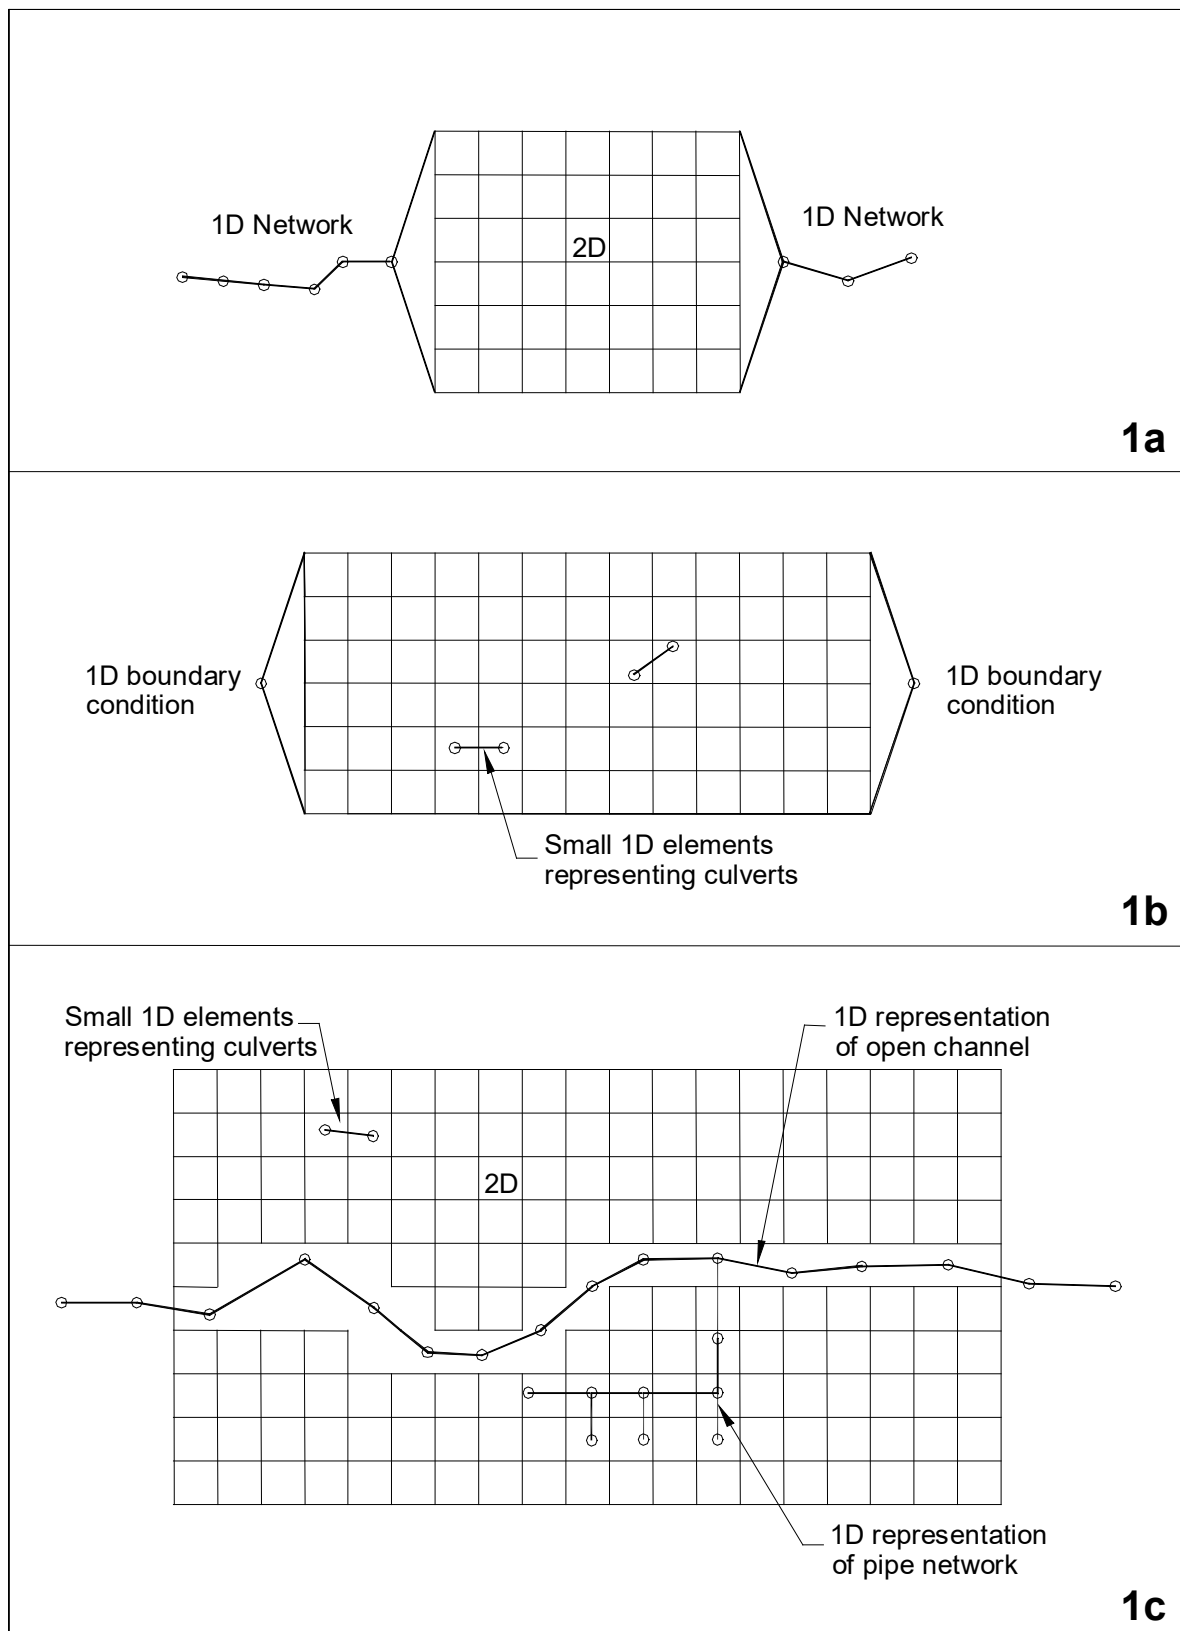 1D Network
2D
1D Network
1a
1D boundary
condition
1D boundary
condition
Small 1D elements
representing culverts
1b
Small 1D elements
representing culverts
1D representation
of open channel
2D
1D representation
of pipe network
1c